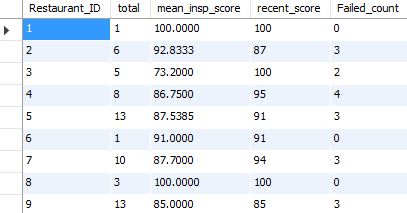 Restaurant_ID total mean_insp_score recent_score Failed_count
1 1 100.0000 100 0
2 6 92.8333 87 3
3 5 73.2000 100 2
4 8 86.7500 95 4
5 13 87.5385 91 3
6 1 91.0000 91 0
7 10 87.7000 94 3
8 3 100.0000 100 0
9 13 85.0000 85 3